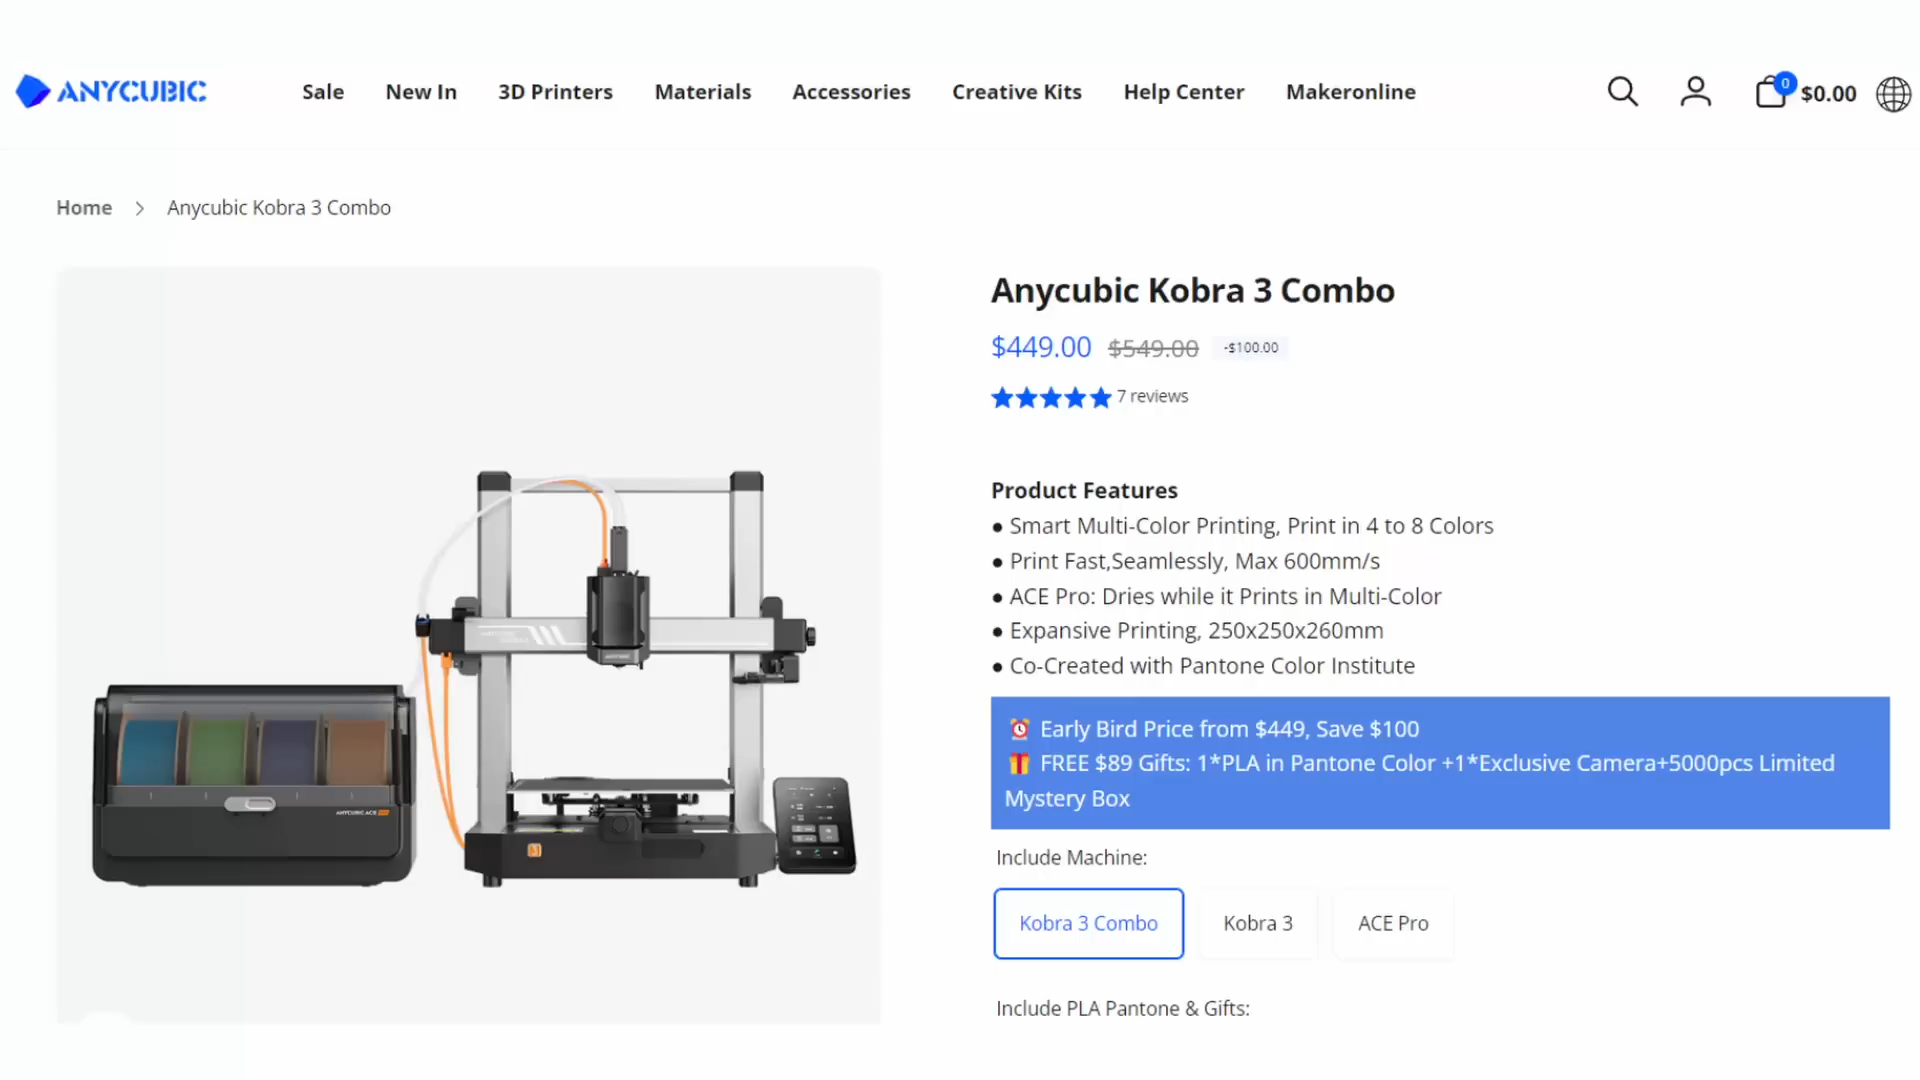 ANYCUBIC
Sale New In 3D Printers Materials Accessories Creative Kits Help Center Makeronline
0 $0.00
Home > Anycubic Kobra 3 Combo
Anycubic Kobra 3 Combo
$449.00 $549.00 -$100.00
7 reviews
Product Features
● Smart Multi-Color Printing, Print in 4 to 8 Colors
● Print Fast,Seamlessly, Max 600mm/s
● ACE Pro: Dries while it Prints in Multi-Color
● Expansive Printing, 250x250x260mm
● Co-Created with Pantone Color Institute
⏰ Early Bird Price from $449, Save $100
🎁 FREE $89 Gifts: 1*PLA in Pantone Color +1*Exclusive Camera+5000pcs Limited
Mystery Box
Include Machine:
Kobra 3 Combo Kobra 3 ACE Pro
Include PLA Pantone & Gifts:
ANYCUBIC ACE